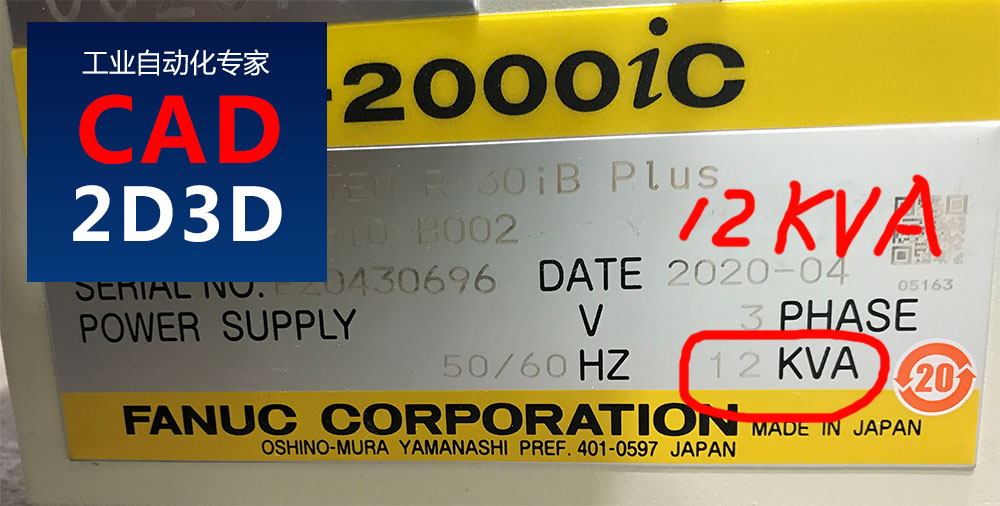 工业自动化专家
CAD
2D3D
-2000iC
TEM R-30iB Plus
B002
12KVA
05163
SERIAL NO. E20430696 DATE 2020-04
POWER SUPPLY V 3 PHASE
50/60 HZ 12 KVA
20
FANUC CORPORATION MADE IN JAPAN
OSHINO-MURA YAMANASHI PREF. 401-0597 JAPAN